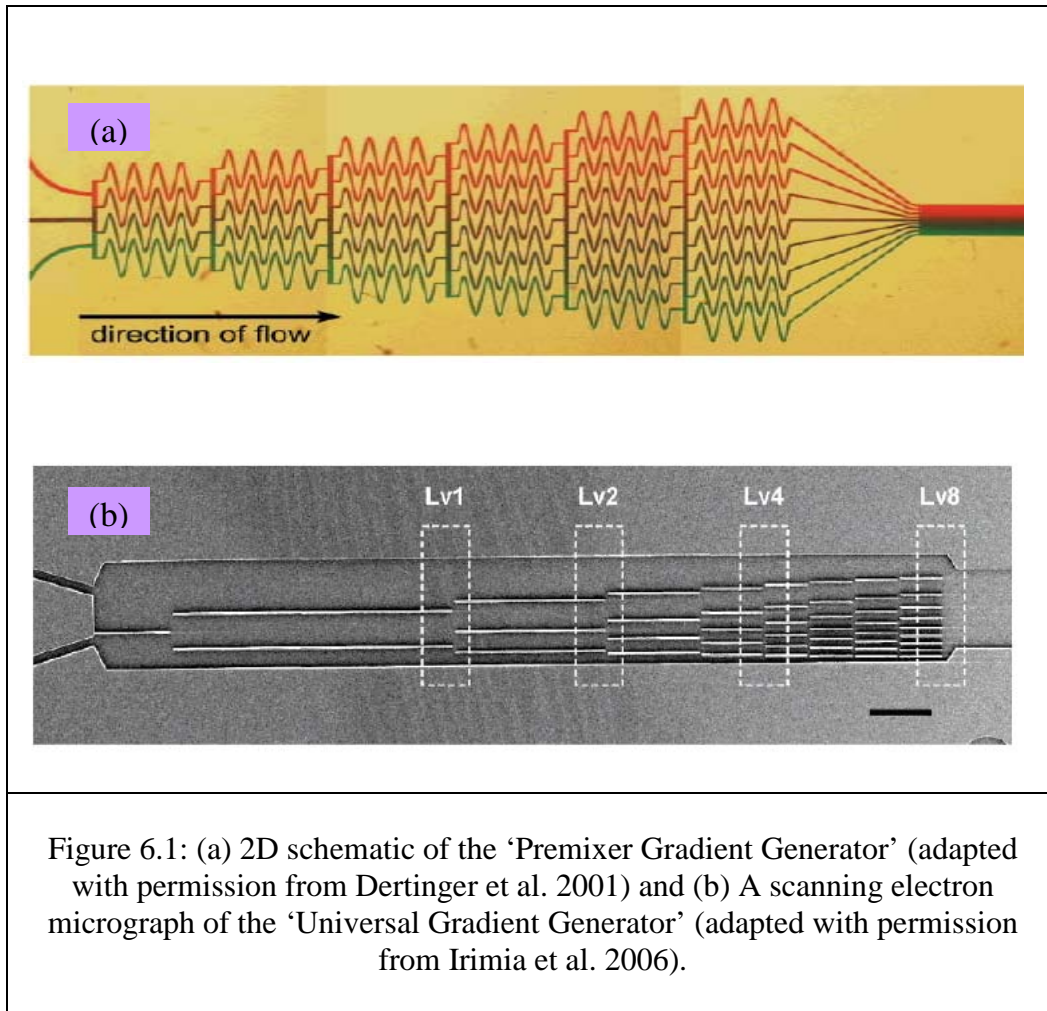 (a)
direction of flow
(b)
Lv1 Lv2 Lv4 Lv8
Figure 6.1: (a) 2D schematic of the ‘Premixer Gradient Generator’ (adapted
with permission from Dertinger et al. 2001) and (b) A scanning electron
micrograph of the ‘Universal Gradient Generator’ (adapted with permission
from Irimia et al. 2006).